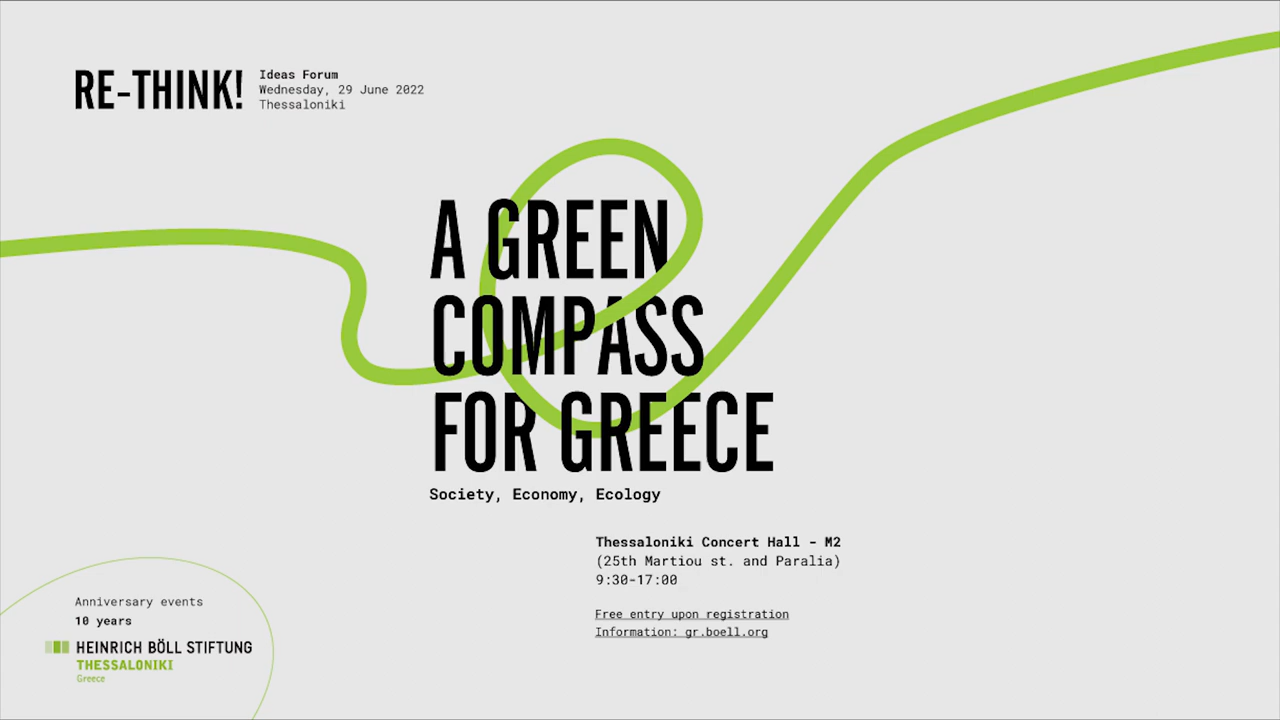 RE-THINK!
Ideas Forum
Wednesday, 29 June 2022
Thessaloniki
A GREEN
COMPASS
FOR GREECE
Society, Economy, Ecology
Thessaloniki Concert Hall - M2
(25th Martiou st. and Paralia)
9:30-17:00
Free entry upon registration
Information: gr.boell.org
Anniversary events
10 years
HEINRICH BÖLL STIFTUNG
THESSALONIKI
Greece